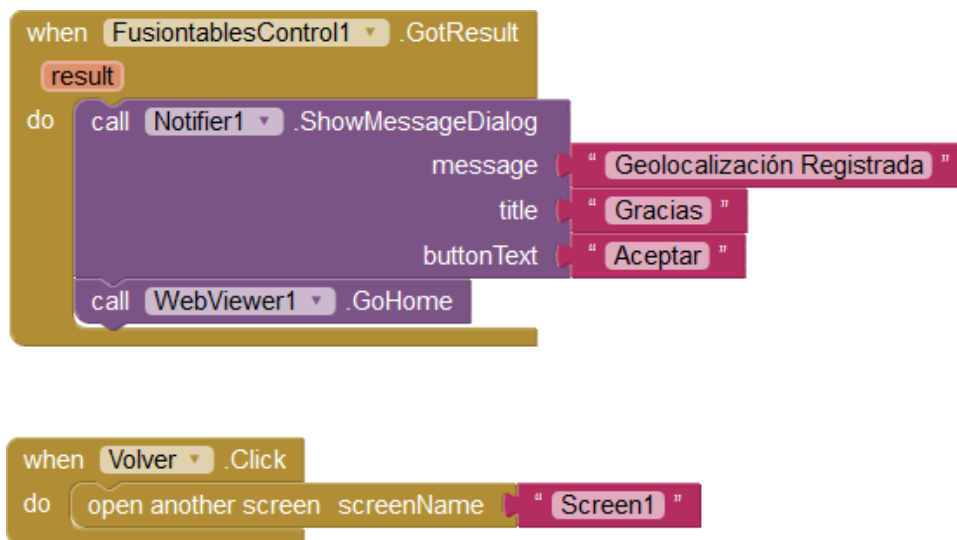 when FusiontablesControl1 .GotResult
result
do call Notifier1 .ShowMessageDialog
message " Geolocalización Registrada "
title " Gracias "
buttonText " Aceptar "
call WebViewer1 .GoHome
when Volver .Click
do open another screen screenName " Screen1 "